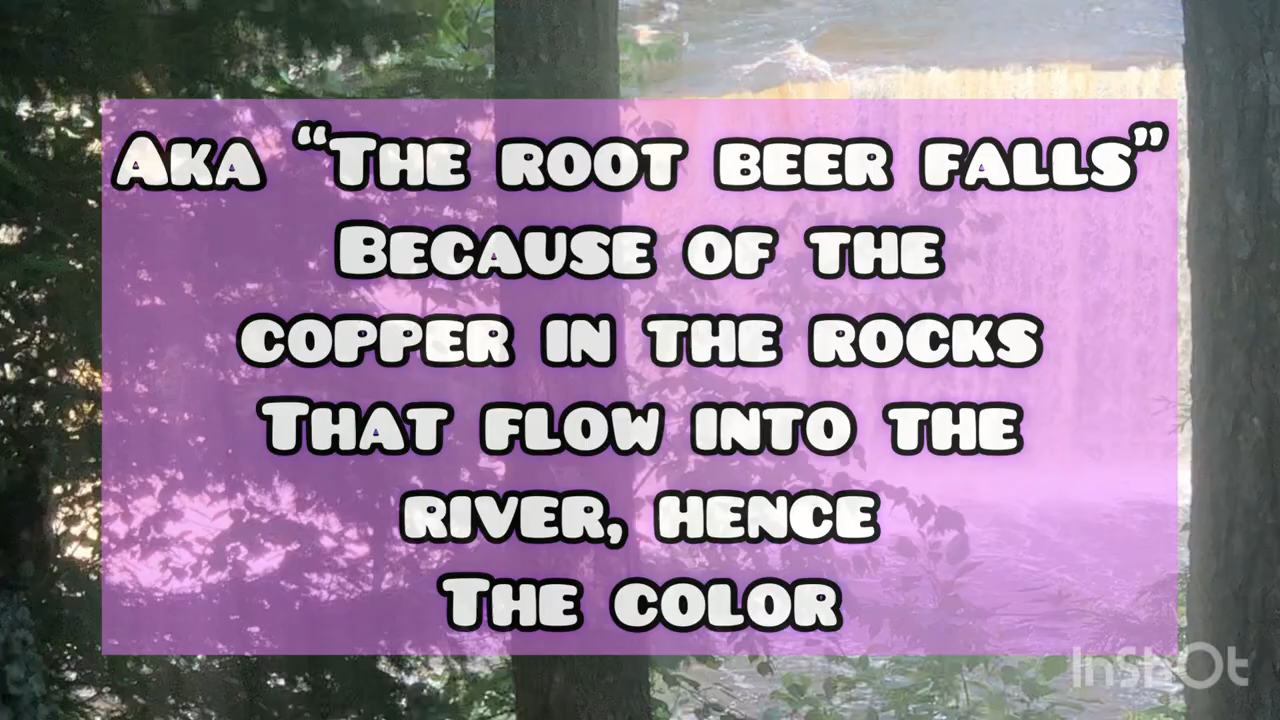 Aka “The root beer falls”
Because of the
copper in the rocks
That flow into the
river, hence
The color
InShOt